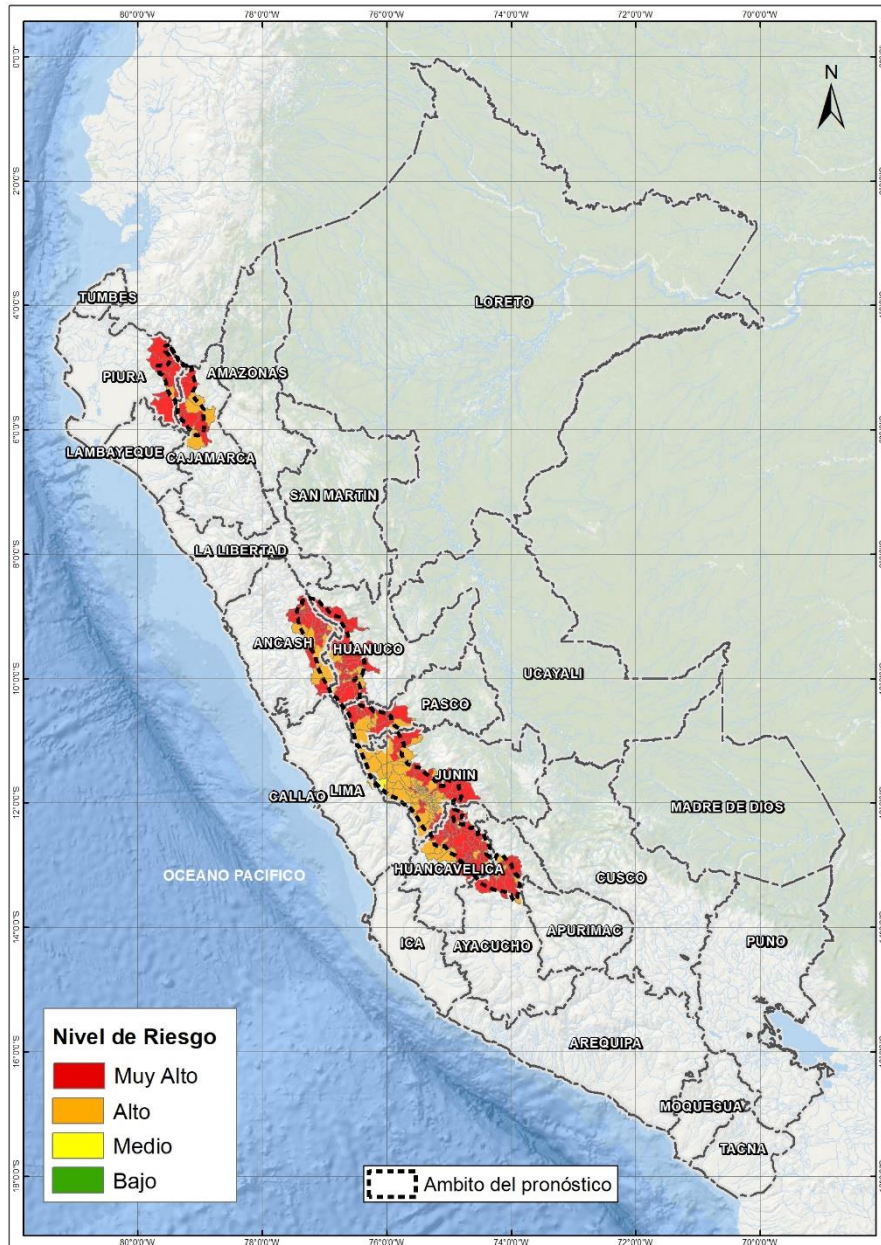 80°0'0"W 78°0'0"W 76°0'0"W 74°0'0"W 72°0'0"W 70°0'0"W
0°0'0"
N
2°0'0"S
TUMBES
LORETO
4°0'0"S
PIURA
AMAZONAS
6°0'0"S
LAMBAYEQUE
CAJAMARCA
SAN MARTIN
8°0'0"S
LA LIBERTAD
ANCASH
HUANUCO
UCAYALI
10°0'0"S
PASCO
JUNIN
LIMA
CALLAO
MADRE DE DIOS
12°0'0"S
HUANCAVELICA
OCEANO PACIFICO
CUSCO
14°0'0"S
APURIMAC
ICA
AYACUCHO
PUNO
AREQUIPA
16°0'0"S
MOQUEGUA
TACNA
18°0'0"S
Nivel de Riesgo
Muy Alto
Alto
Medio
Bajo
Ambito del pronóstico
80°0'0"W 78°0'0"W 76°0'0"W 74°0'0"W 72°0'0"W 70°0'0"W